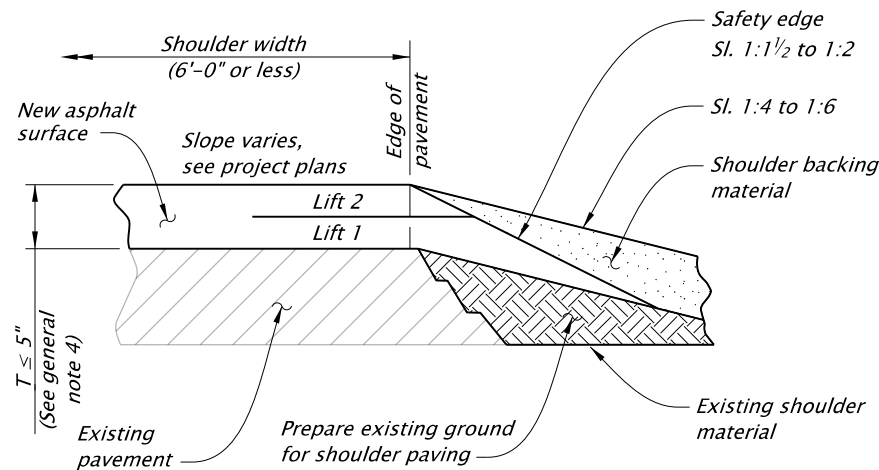 Shoulder width
(6'-0" or less)
Safety edge
Sl. 1:1½ to 1:2
Sl. 1:4 to 1:6
New asphalt
surface
Slope varies,
see project plans
Edge of
pavement
Shoulder backing
material
Lift 2
Lift 1
T ≤ 5"
(See general
note 4)
Existing
pavement
Prepare existing ground
for shoulder paving
Existing shoulder
material